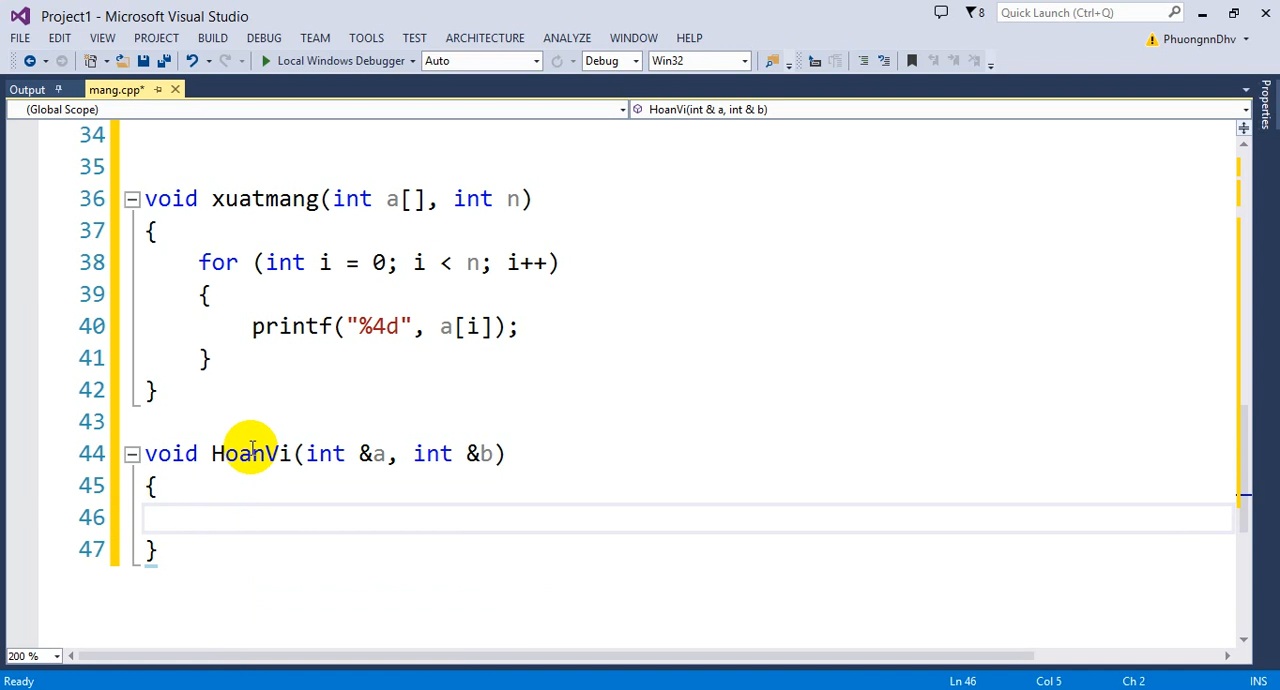 Project1 - Microsoft Visual Studio
8
Quick Launch (Ctrl+Q)
FILE EDIT VIEW PROJECT BUILD DEBUG TEAM TOOLS TEST ARCHITECTURE ANALYZE WINDOW HELP
PhuongnnDhv
Local Windows Debugger Auto Debug Win32
Output mang.cpp*
(Global Scope) HoanVi(int & a, int & b)
Properties
34
35
36 void xuatmang(int a[], int n)
37 {
38 for (int i = 0; i < n; i++)
39 {
40 printf("%4d", a[i]);
41 }
42 }
43
44 void HoanVi(int &a, int &b)
45 {
46
47 }
200 %
Ready Ln 46 Col 5 Ch 2 INS